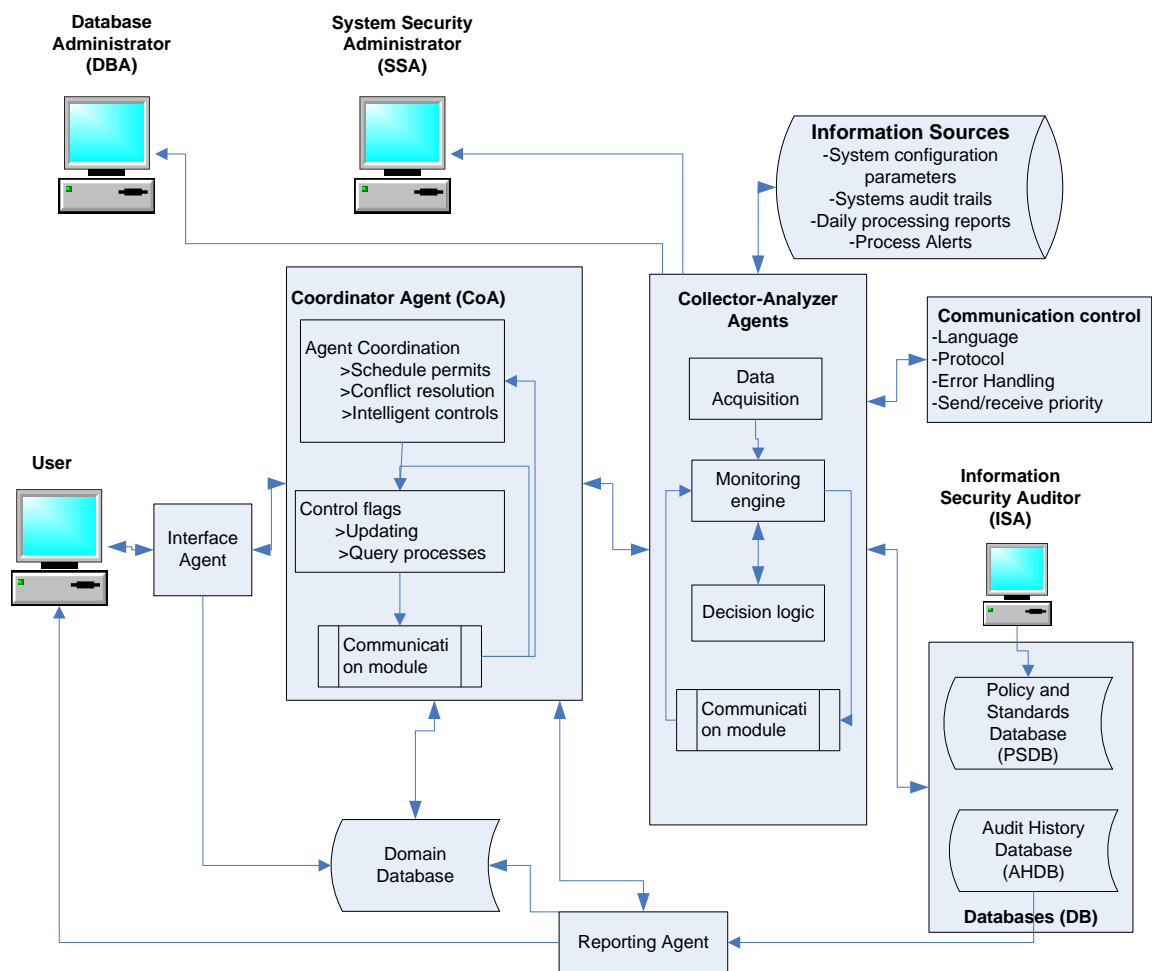 Database
Administrator
(DBA)
System Security
Administrator
(SSA)
Information Sources
-System configuration
parameters
-Systems audit trails
-Daily processing reports
-Process Alerts
Coordinator Agent (CoA)
Agent Coordination
>Schedule permits
>Conflict resolution
>Intelligent controls
Control flags
>Updating
>Query processes
Communicati
on module
Collector-Analyzer
Agents
Data
Acquisition
Monitoring
engine
Decision logic
Communicati
on module
Communication control
-Language
-Protocol
-Error Handling
-Send/receive priority
User
Interface
Agent
Information
Security Auditor
(ISA)
Policy and
Standards
Database
(PSDB)
Audit History
Database
(AHDB)
Databases (DB)
Domain
Database
Reporting Agent